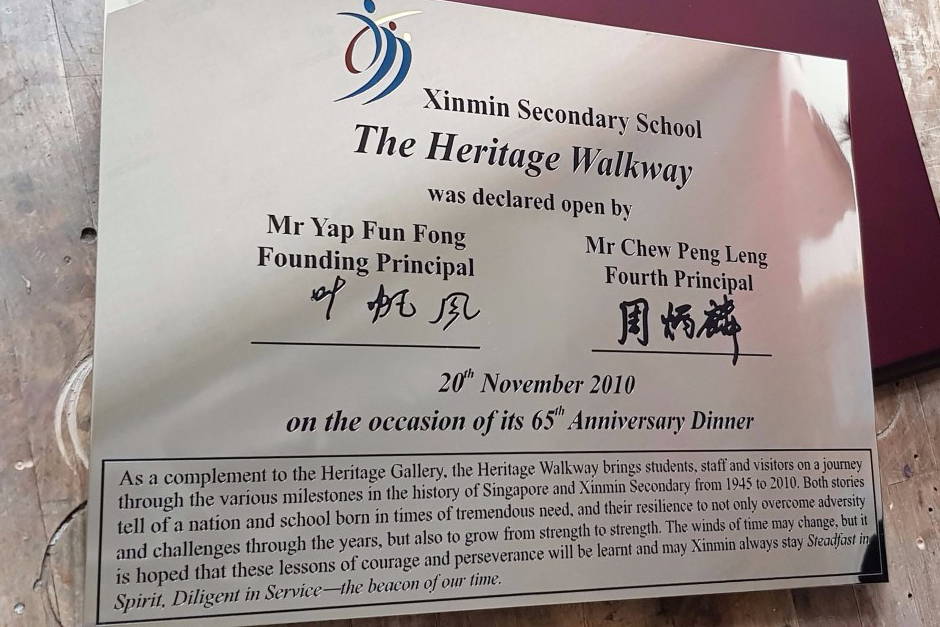 Xinmin Secondary School
The Heritage Walkway
was declared open by
Mr Yap Fun Fong
Founding Principal
叶帆风
Mr Chew Peng Leng
Fourth Principal
周炳麟
20th November 2010
on the occasion of its 65th Anniversary Dinner
As a complement to the Heritage Gallery, the Heritage Walkway brings students, staff and visitors on a journey
through the various milestones in the history of Singapore and Xinmin Secondary from 1945 to 2010. Both stories
tell of a nation and school born in times of tremendous need, and their resilience to not only overcome adversity
and challenges through the years, but also to grow from strength to strength. The winds of time may change, but it
is hoped that these lessons of courage and perseverance will be learnt and may Xinmin always stay Steadfast in
Spirit, Diligent in Service—the beacon of our time.